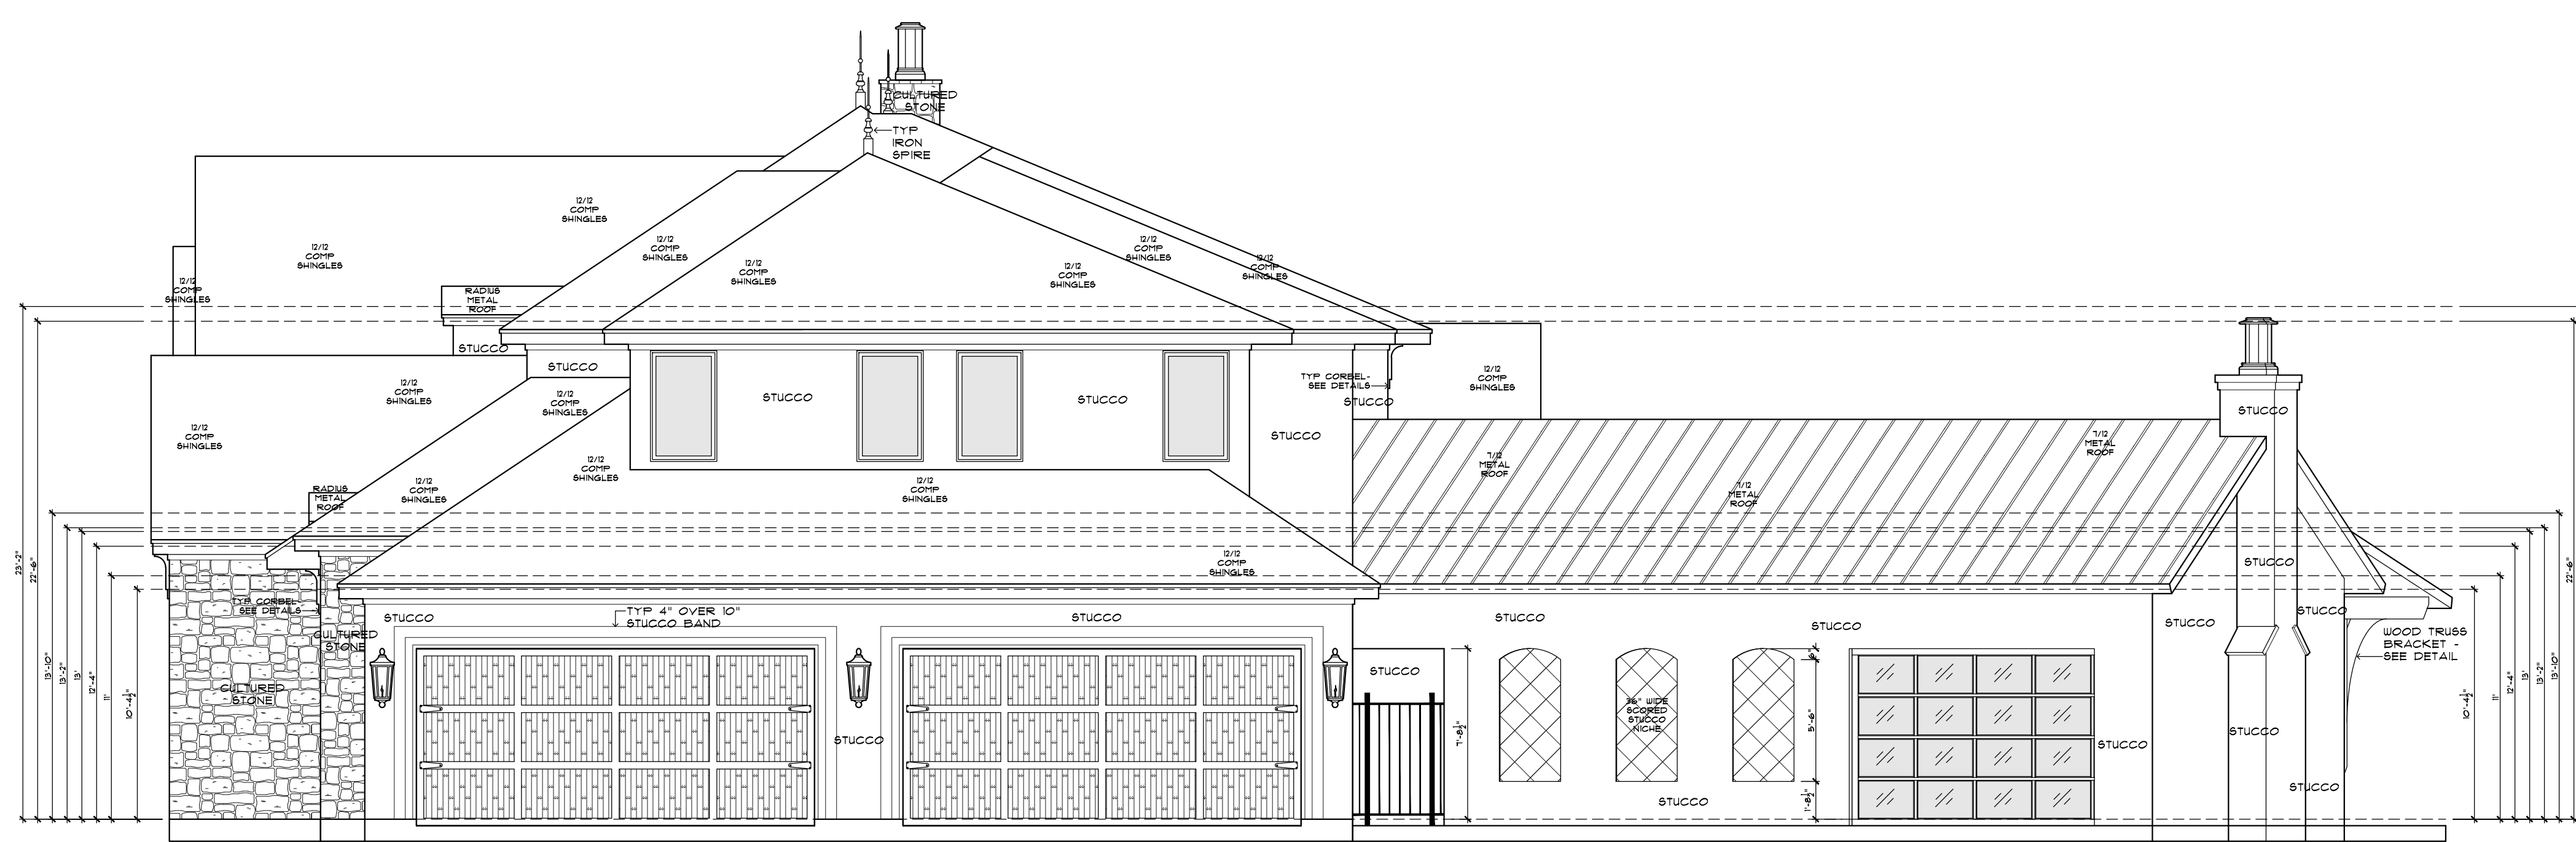 CULTURED
STONE
TYP
IRON
SPIRE
12/12
COMP
SHINGLES
12/12
COMP
SHINGLES
12/12
COMP
SHINGLES
12/12
COMP
SHINGLES
12/12
COMP
SHINGLES
12/12
COMP
SHINGLES
12/12
COMP
SHINGLES
12/12
COMP
SHINGLES
RADIUS
METAL
ROOF
STUCCO
STUCCO
12/12
COMP
SHINGLES
12/12
COMP
SHINGLES
12/12
COMP
SHINGLES
STUCCO
STUCCO
TYP CORBEL-
SEE DETAILS
STUCCO
12/12
COMP
SHINGLES
STUCCO
STUCCO
12/12
COMP
SHINGLES
12/12
COMP
SHINGLES
12/12
COMP
SHINGLES
7/12
METAL
ROOF
7/12
METAL
ROOF
7/12
METAL
ROOF
RADIUS
METAL
ROOF
12/12
COMP
SHINGLES
STUCCO
TYP CORBEL-
SEE DETAILS
STUCCO
TYP 4" OVER 10"
STUCCO BAND
STUCCO
STUCCO
STUCCO
STUCCO
STUCCO
CULTURED
STONE
WOOD TRUSS
BRACKET -
SEE DETAIL
CULTURED
STONE
STUCCO
36" WIDE
SCORED
STUCCO
NICHE
STUCCO
STUCCO
STUCCO
STUCCO
STUCCO
23'-2"
22'-6"
13'-10"
13'-2"
13'
12'-4"
11'
10'-4½"
7'-8½"
6"
5'-6"
1'-8½"
10'-4½"
11'
12'-4"
13'
13'-2"
13'-10"
22'-6"